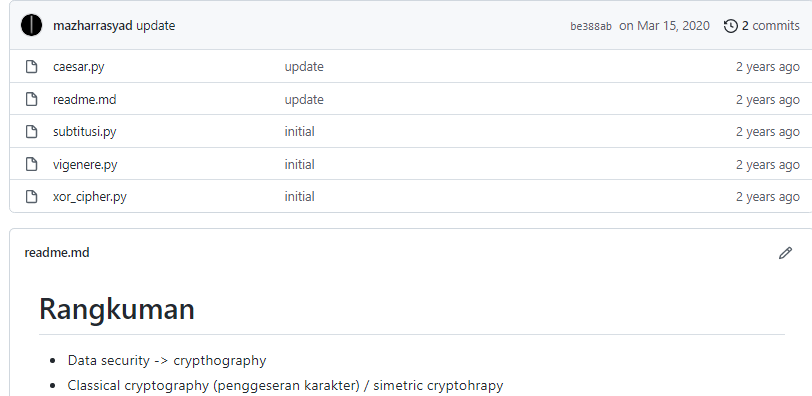 mazharrasyad update be388ab on Mar 15, 2020 2 commits
caesar.py update 2 years ago
readme.md update 2 years ago
subtitusi.py initial 2 years ago
vigenere.py initial 2 years ago
xor_cipher.py initial 2 years ago
readme.md
Rangkuman
Data security -> crypthography
Classical cryptography (penggeseran karakter) / simetric cryptohrapy